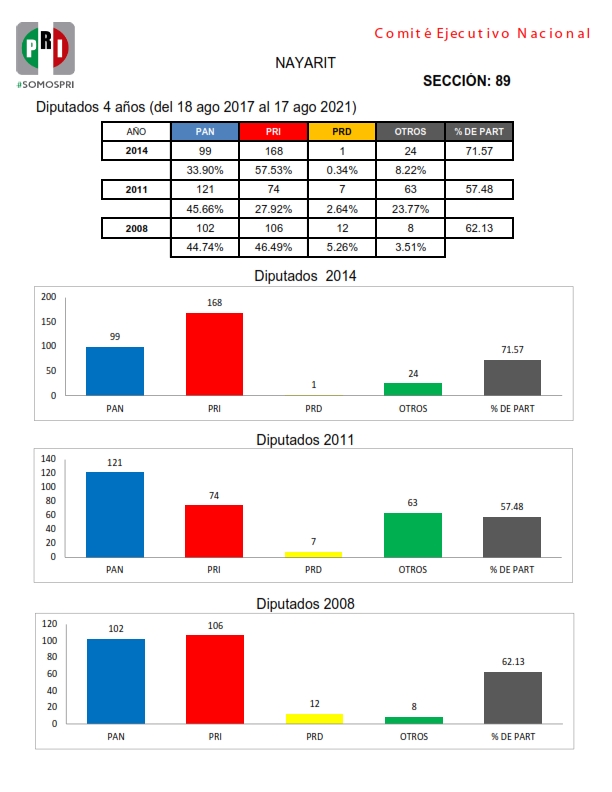 Comité Ejecutivo Nacional
PRI
#SOMOSPRI
NAYARIT
SECCIÓN: 89
Diputados 4 años (del 18 ago 2017 al 17 ago 2021)
AÑO PAN PRI PRD OTROS % DE PART
2014 99 168 1 24 71.57
33.90% 57.53% 0.34% 8.22%
2011 121 74 7 63 57.48
45.66% 27.92% 2.64% 23.77%
2008 102 106 12 8 62.13
44.74% 46.49% 5.26% 3.51%
Diputados 2014
200
150
100
50
0
99
168
1
24
71.57
PAN PRI PRD OTROS % DE PART
Diputados 2011
140
120
100
80
60
40
20
0
121
74
7
63
57.48
PAN PRI PRD OTROS % DE PART
Diputados 2008
120
100
80
60
40
20
0
102
106
12
8
62.13
PAN PRI PRD OTROS % DE PART